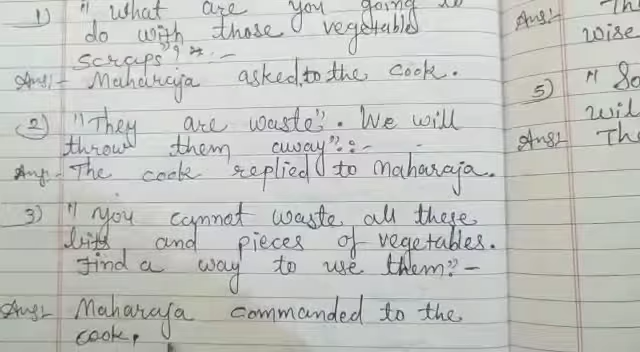 1) "What are you going to
do with those vegetable
scraps"? :-
Ans:- Maharaja asked to the cook.
2) "They are waste". We will
throw them away":-
Ans:- The cook replied to Maharaja.
3) "You cannot waste all these
bits and pieces of vegetables.
Find a way to use them":-
Ans:- Maharaja commanded to the
cook.
Ans:- Th
wise
5) " So
wil
Ans:- The